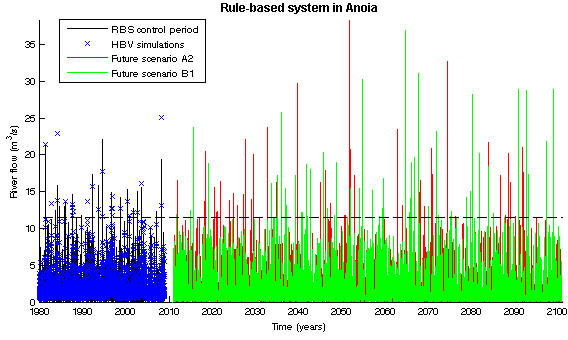 Rule-based system in Anoia
RBS control period
HBV simulations
Future scenario A2
Future scenario B1
River flow (m³/s)
35
30
25
20
15
10
5
0
1980 1990 2000 2010 2020 2030 2040 2050 2060 2070 2080 2090 2100
Time (years)